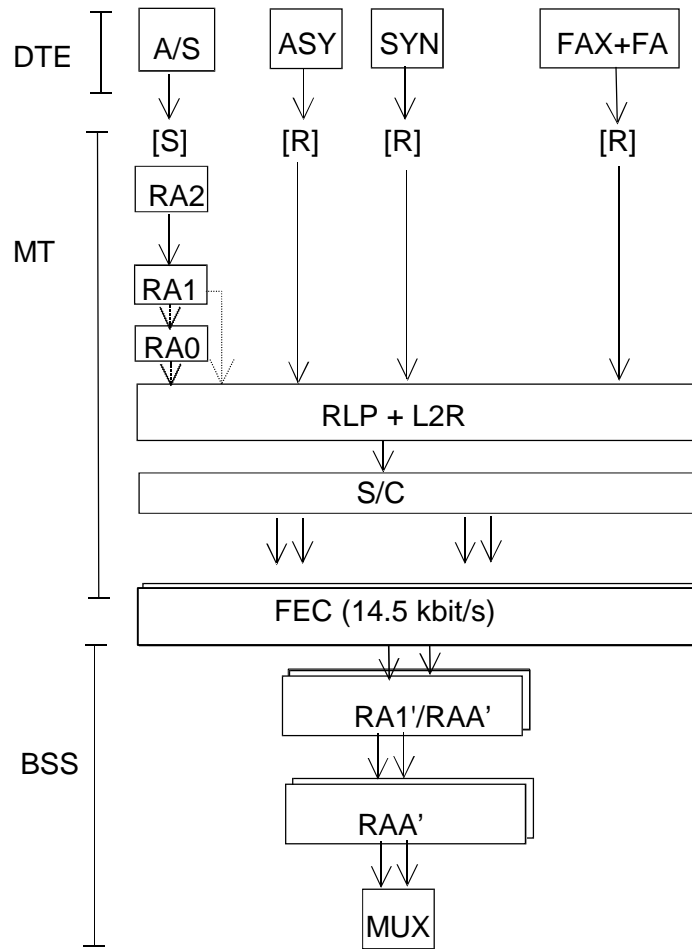 DTE
A/S ASY SYN FAX+FA
[S] [R] [R] [R]
MT
RA2
RA1
RA0
RLP + L2R
S/C
FEC (14.5 kbit/s)
BSS
RA1'/RAA’
RAA’
MUX